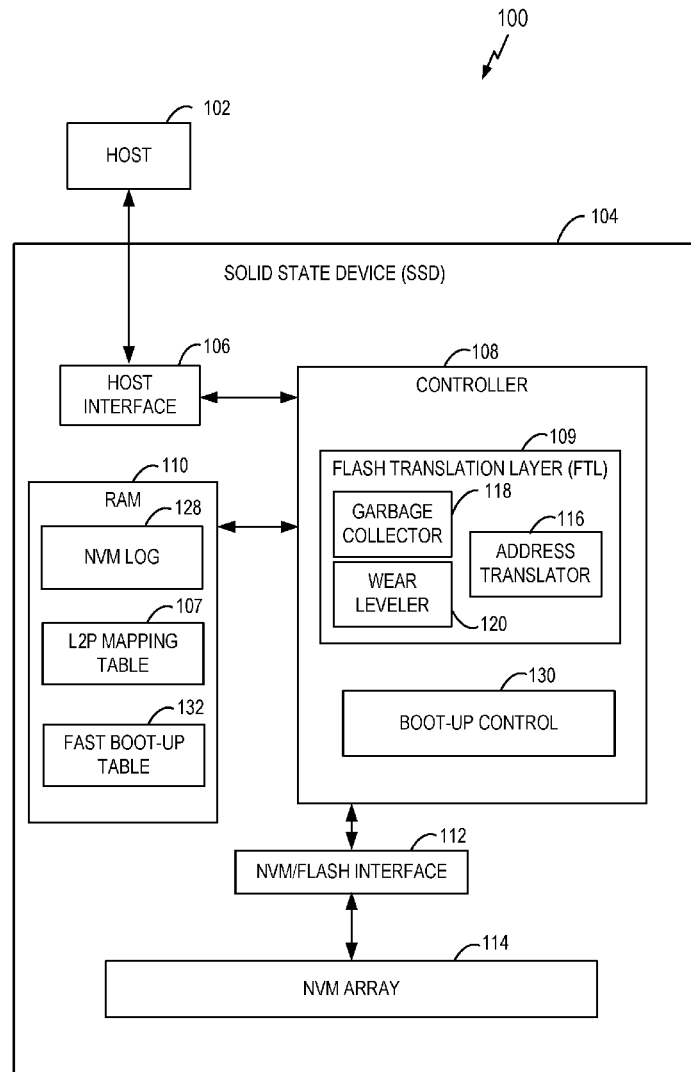 100
102
HOST
104
SOLID STATE DEVICE (SSD)
106
HOST
INTERFACE
108
CONTROLLER
109
FLASH TRANSLATION LAYER (FTL)
118
GARBAGE
COLLECTOR
116
ADDRESS
TRANSLATOR
WEAR
LEVELER
120
110
RAM
128
NVM LOG
107
L2P MAPPING
TABLE
132
FAST BOOT-UP
TABLE
130
BOOT-UP CONTROL
112
NVM/FLASH INTERFACE
114
NVM ARRAY